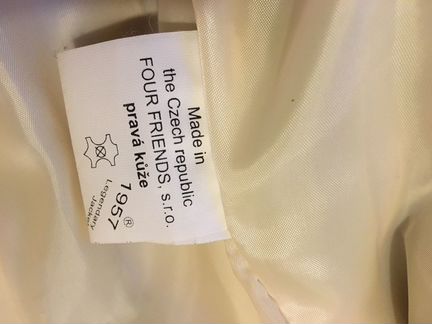 Made in
the Czech republic
FOUR FRIENDS, s.r.o.
pravá kůže
1957®
Legendary
Jacket